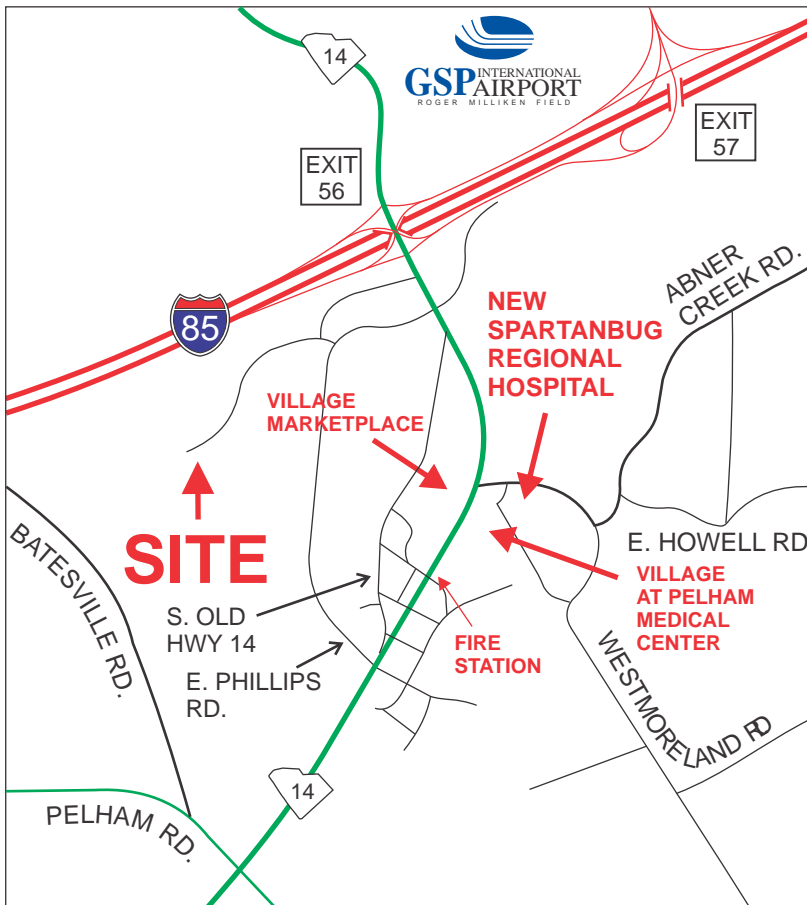 14
GSP INTERNATIONAL
AIRPORT
ROGER MILLIKEN FIELD
EXIT
57
EXIT
56
ABNER
CREEK RD.
85
NEW
SPARTANBUG
REGIONAL
HOSPITAL
VILLAGE
MARKETPLACE
SITE
BATESVILLE RD.
E. HOWELL RD
VILLAGE
AT PELHAM
MEDICAL
CENTER
S. OLD
HWY 14
FIRE
STATION
E. PHILLIPS
RD.
WESTMORELAND RD
14
PELHAM RD.